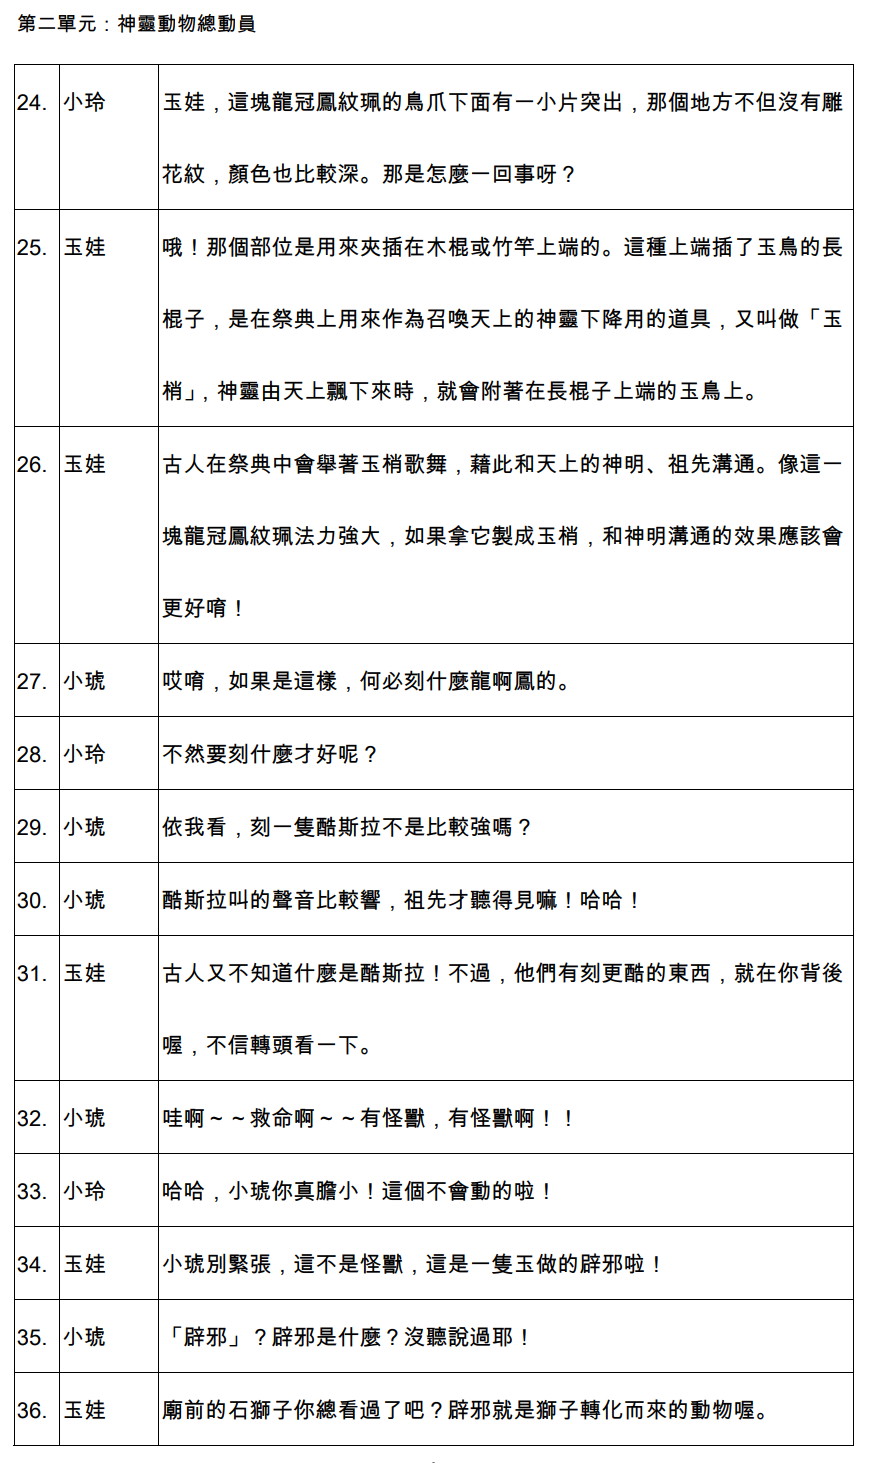 第二單元：神靈動物總動員
24. 小玲 玉娃，這塊龍冠鳳紋珮的鳥爪下面有一小片突出，那個地方不但沒有雕
花紋，顏色也比較深。那是怎麼一回事呀？
25. 玉娃 哦！那個部位是用來夾插在木棍或竹竿上端的。這種上端插了玉鳥的長
棍子，是在祭典上用來作為召喚天上的神靈下降用的道具，又叫做「玉
梢」，神靈由天上飄下來時，就會附著在長棍子上端的玉鳥上。
26. 玉娃 古人在祭典中會舉著玉梢歌舞，藉此和天上的神明、祖先溝通。像這一
塊龍冠鳳紋珮法力強大，如果拿它製成玉梢，和神明溝通的效果應該會
更好唷！
27. 小琥 哎唷，如果是這樣，何必刻什麼龍啊鳳的。
28. 小玲 不然要刻什麼才好呢？
29. 小琥 依我看，刻一隻酷斯拉不是比較強嗎？
30. 小琥 酷斯拉叫的聲音比較響，祖先才聽得見嘛！哈哈！
31. 玉娃 古人又不知道什麼是酷斯拉！不過，他們有刻更酷的東西，就在你背後
喔，不信轉頭看一下。
32. 小琥 哇啊～～救命啊～～有怪獸，有怪獸啊！！
33. 小玲 哈哈，小琥你真膽小！這個不會動的啦！
34. 玉娃 小琥別緊張，這不是怪獸，這是一隻玉做的辟邪啦！
35. 小琥 「辟邪」？辟邪是什麼？沒聽說過耶！
36. 玉娃 廟前的石獅子你總看過了吧？辟邪就是獅子轉化而來的動物喔。